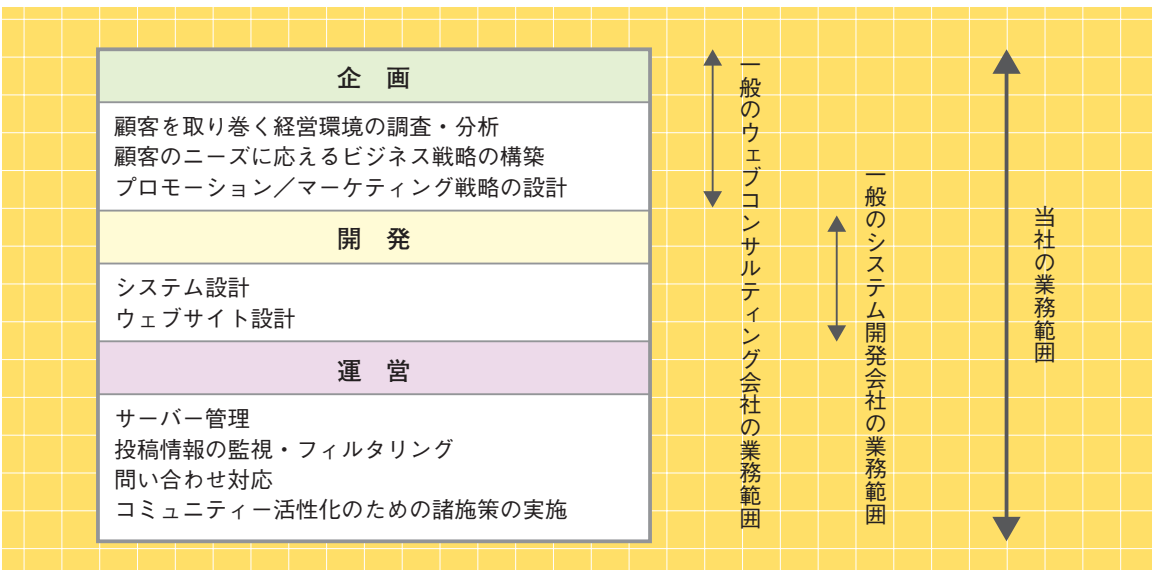 企 画
顧客を取り巻く経営環境の調査・分析
顧客のニーズに応えるビジネス戦略の構築
プロモーション／マーケティング戦略の設計
開 発
システム設計
ウェブサイト設計
運 営
サーバー管理
投稿情報の監視・フィルタリング
問い合わせ対応
コミュニティー活性化のための諸施策の実施
一般のウェブコンサルティング会社の業務範囲
一般のシステム開発会社の業務範囲
当社の業務範囲